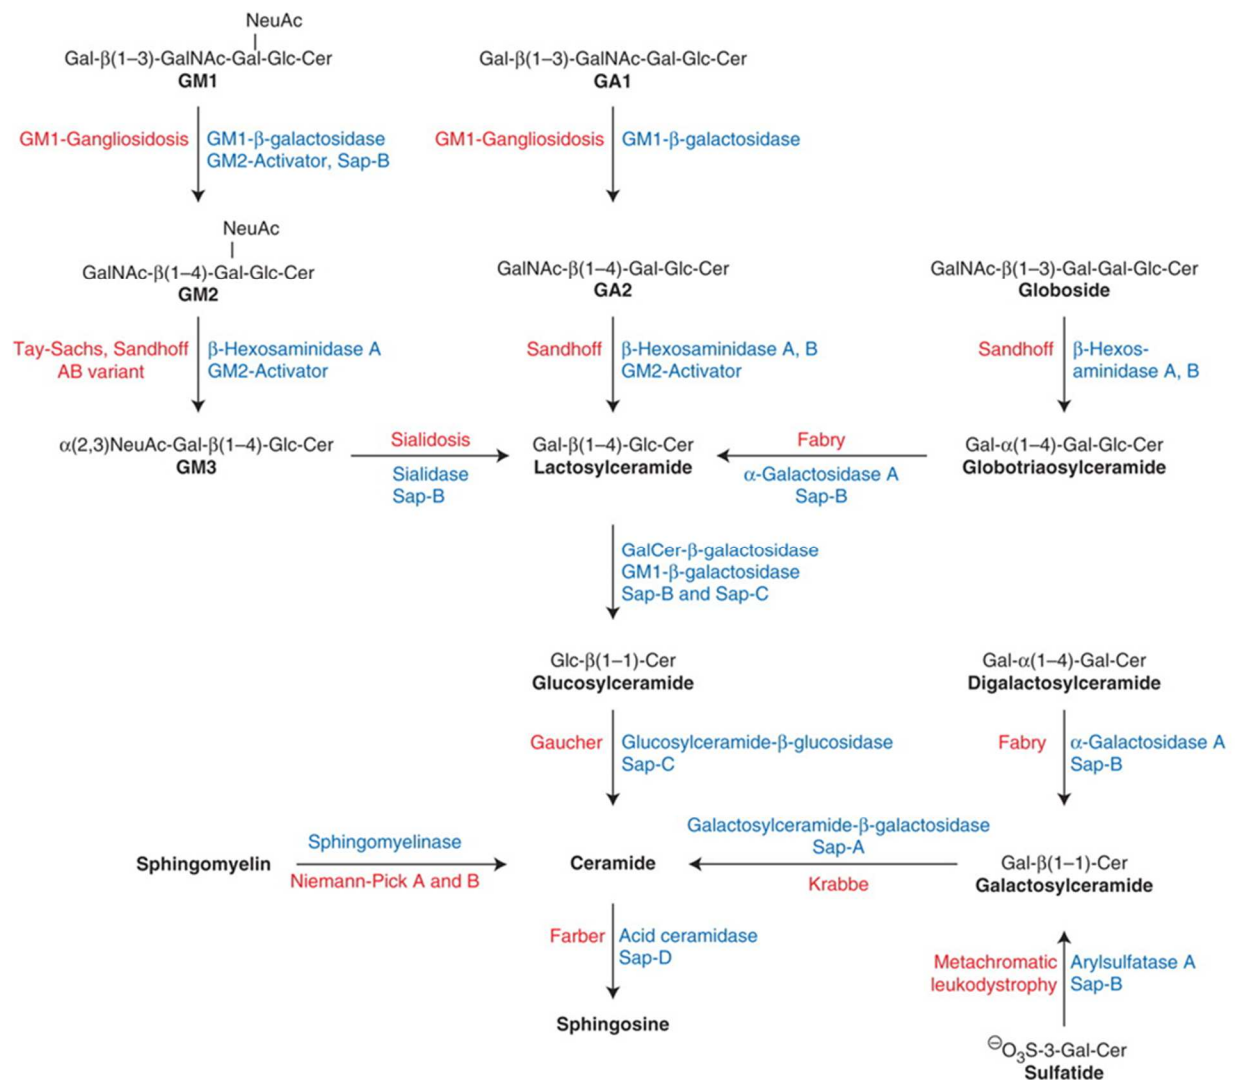 NeuAc
Gal-β(1–3)-GalNAc-Gal-Glc-Cer
GM1
Gal-β(1–3)-GalNAc-Gal-Glc-Cer
GA1
GM1-Gangliosidosis
GM1-β-galactosidase
GM2-Activator, Sap-B
GM1-Gangliosidosis
GM1-β-galactosidase
NeuAc
GalNAc-β(1–4)-Gal-Glc-Cer
GM2
GalNAc-β(1–4)-Gal-Glc-Cer
GA2
GalNAc-β(1–3)-Gal-Gal-Glc-Cer
Globoside
Tay-Sachs, Sandhoff
AB variant
β-Hexosaminidase A
GM2-Activator
Sandhoff
β-Hexosaminidase A, B
GM2-Activator
Sandhoff
β-Hexos-
aminidase A, B
α(2,3)NeuAc-Gal-β(1–4)-Glc-Cer
GM3
Sialidosis
Sialidase
Sap-B
Gal-β(1–4)-Glc-Cer
Lactosylceramide
Fabry
α-Galactosidase A
Sap-B
Gal-α(1–4)-Gal-Glc-Cer
Globotriaosylceramide
GalCer-β-galactosidase
GM1-β-galactosidase
Sap-B and Sap-C
Glc-β(1–1)-Cer
Glucosylceramide
Gal-α(1–4)-Gal-Cer
Digalactosylceramide
Gaucher
Glucosylceramide-β-glucosidase
Sap-C
Fabry
α-Galactosidase A
Sap-B
Sphingomyelin
Sphingomyelinase
Niemann-Pick A and B
Ceramide
Galactosylceramide-β-galactosidase
Sap-A
Krabbe
Gal-β(1–1)-Cer
Galactosylceramide
Farber
Acid ceramidase
Sap-D
Metachromatic
leukodystrophy
Arylsulfatase A
Sap-B
Sphingosine
⊖O₃S-3-Gal-Cer
Sulfatide